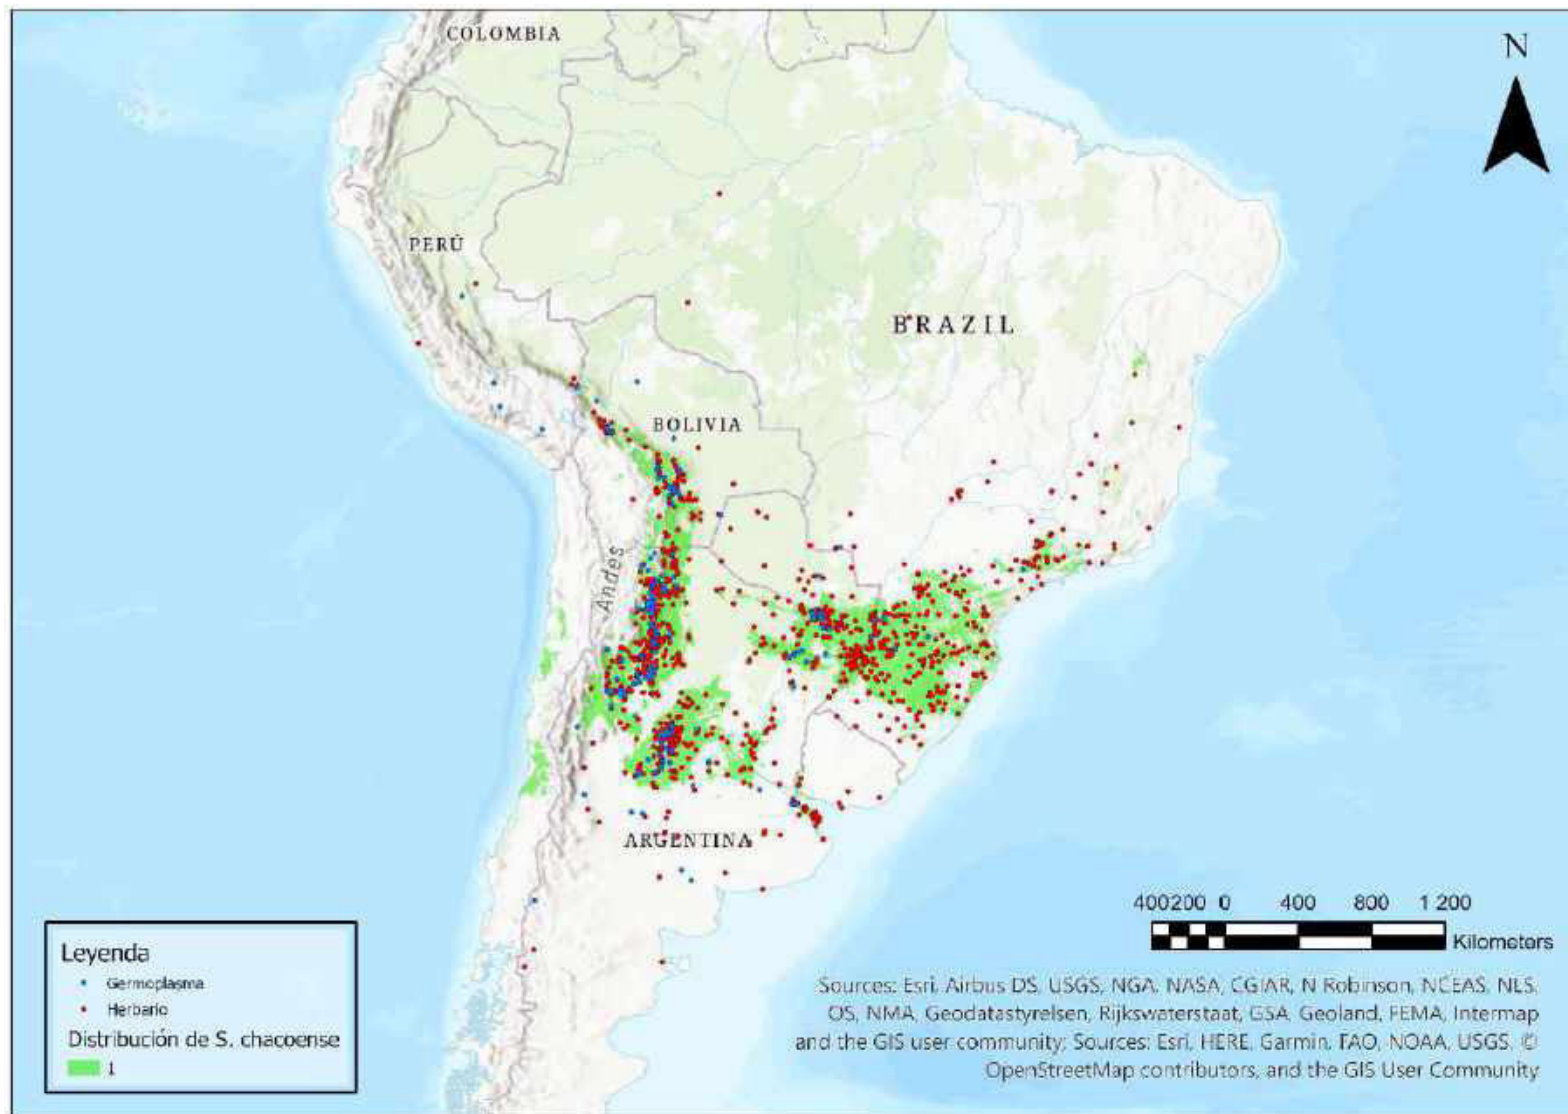 COLOMBIA
N
PERÚ
BRAZIL
BOLIVIA
Andes
ARGENTINA
400200 0 400 800 1 200
Kilometers
Leyenda
Germoplasma
Herbario
Distribución de S. chacoense
1
Sources: Esri, Airbus DS, USGS, NGA, NASA, CGIAR, N Robinson, NCEAS, NLS,
OS, NMA, Geodatastyrelsen, Rijkswaterstaat, GSA, Geoland, FEMA, Intermap
and the GIS user community; Sources: Esri, HERE, Garmin, FAO, NOAA, USGS, ©
OpenStreetMap contributors, and the GIS User Community